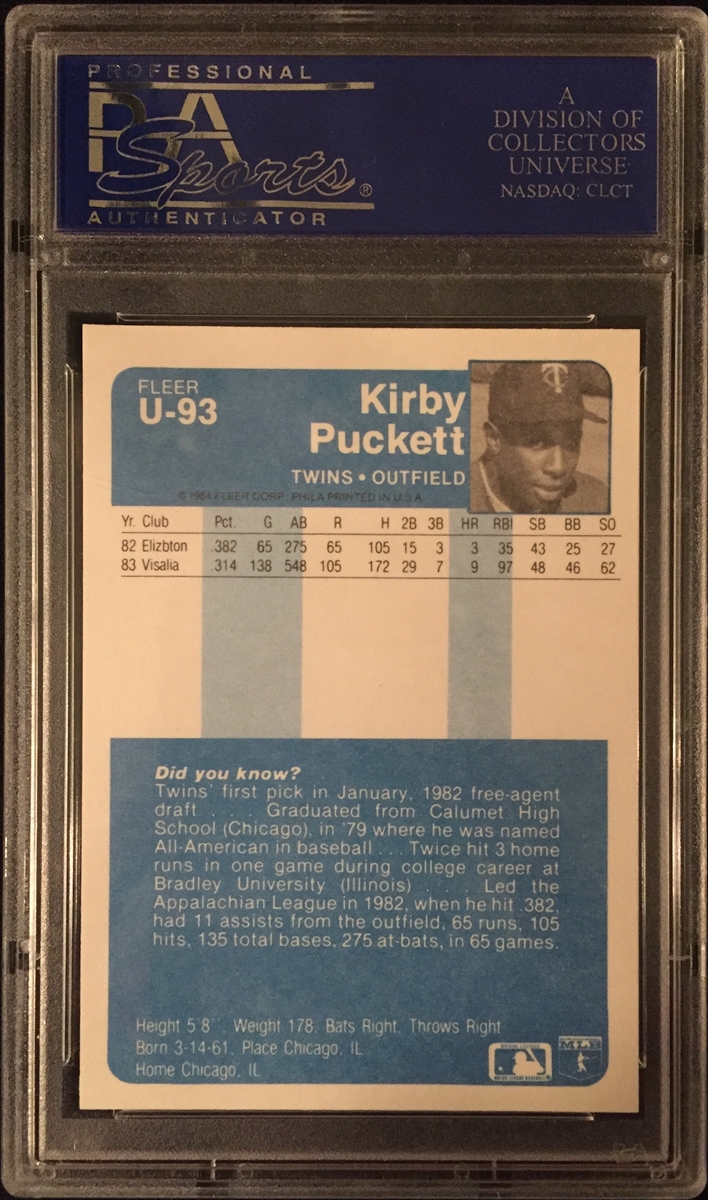 PROFESSIONAL
PSA
Sports®
AUTHENTICATOR
A
DIVISION OF
COLLECTORS
UNIVERSE
NASDAQ: CLCT
FLEER
U-93
Kirby
Puckett
TWINS • OUTFIELD
© 1984 FLEER CORP. PHILA PRINTED IN U.S.A.
T C
Yr. Club Pct. G AB R H 2B 3B HR RBI SB BB SO
82 Elizbton .382 65 275 65 105 15 3 3 35 43 25 27
83 Visalia .314 138 548 105 172 29 7 9 97 48 46 62
Did you know?
Twins' first pick in January, 1982 free-agent
draft . . . Graduated from Calumet High
School (Chicago), in '79 where he was named
All-American in baseball . . . Twice hit 3 home
runs in one game during college career at
Bradley University (Illinois) . . . . Led the
Appalachian League in 1982, when he hit .382,
had 11 assists from the outfield, 65 runs, 105
hits, 135 total bases, 275 at-bats, in 65 games.
Height 5'8", Weight 178, Bats Right, Throws Right
Born 3-14-61, Place Chicago, IL
Home Chicago, IL
MAJOR LEAGUE BASEBALL